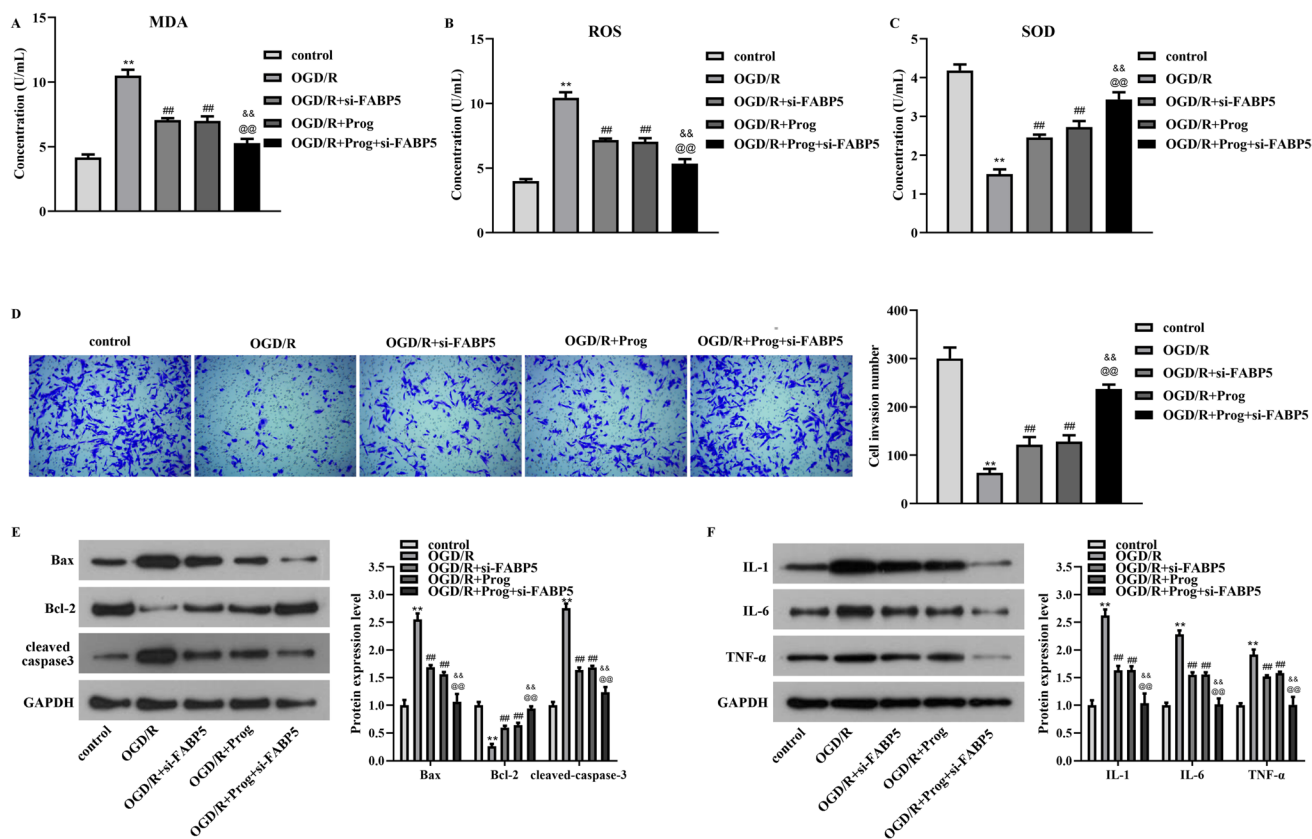 A
MDA
Concentration (U/mL)
15
10
5
0
**
##
##
&&
@@
control
OGD/R
OGD/R+si-FABP5
OGD/R+Prog
OGD/R+Prog+si-FABP5
B
ROS
Concentration (U/mL)
15
10
5
0
**
##
##
&&
@@
control
OGD/R
OGD/R+si-FABP5
OGD/R+Prog
OGD/R+Prog+si-FABP5
C
SOD
Concentration (U/mL)
5
4
3
2
1
0
**
##
##
&&
@@
control
OGD/R
OGD/R+si-FABP5
OGD/R+Prog
OGD/R+Prog+si-FABP5
D
control
OGD/R
OGD/R+si-FABP5
OGD/R+Prog
OGD/R+Prog+si-FABP5
Cell invasion number
400
300
200
100
0
**
##
##
&&
@@
control
OGD/R
OGD/R+si-FABP5
OGD/R+Prog
OGD/R+Prog+si-FABP5
E
Bax
Bcl-2
cleaved
caspase3
GAPDH
control
OGD/R
OGD/R+si-FABP5
OGD/R+Prog
OGD/R+Prog+si-FABP5
control
OGD/R
OGD/R+si-FABP5
OGD/R+Prog
OGD/R+Prog+si-FABP5
Protein expression level
3.5
3.0
2.5
2.0
1.5
1.0
0.5
0.0
**
##
##
&&
@@
**
##
##
&&
@@
**
##
##
&&
@@
Bax
Bcl-2
cleaved-caspase-3
F
IL-1
IL-6
TNF-α
GAPDH
control
OGD/R
OGD/R+si-FABP5
OGD/R+Prog
OGD/R+Prog+si-FABP5
control
OGD/R
OGD/R+si-FABP5
OGD/R+Prog
OGD/R+Prog+si-FABP5
Protein expression level
3.5
3.0
2.5
2.0
1.5
1.0
0.5
0.0
**
##
##
&&
@@
**
##
##
&&
@@
**
##
##
&&
@@
IL-1
IL-6
TNF-α